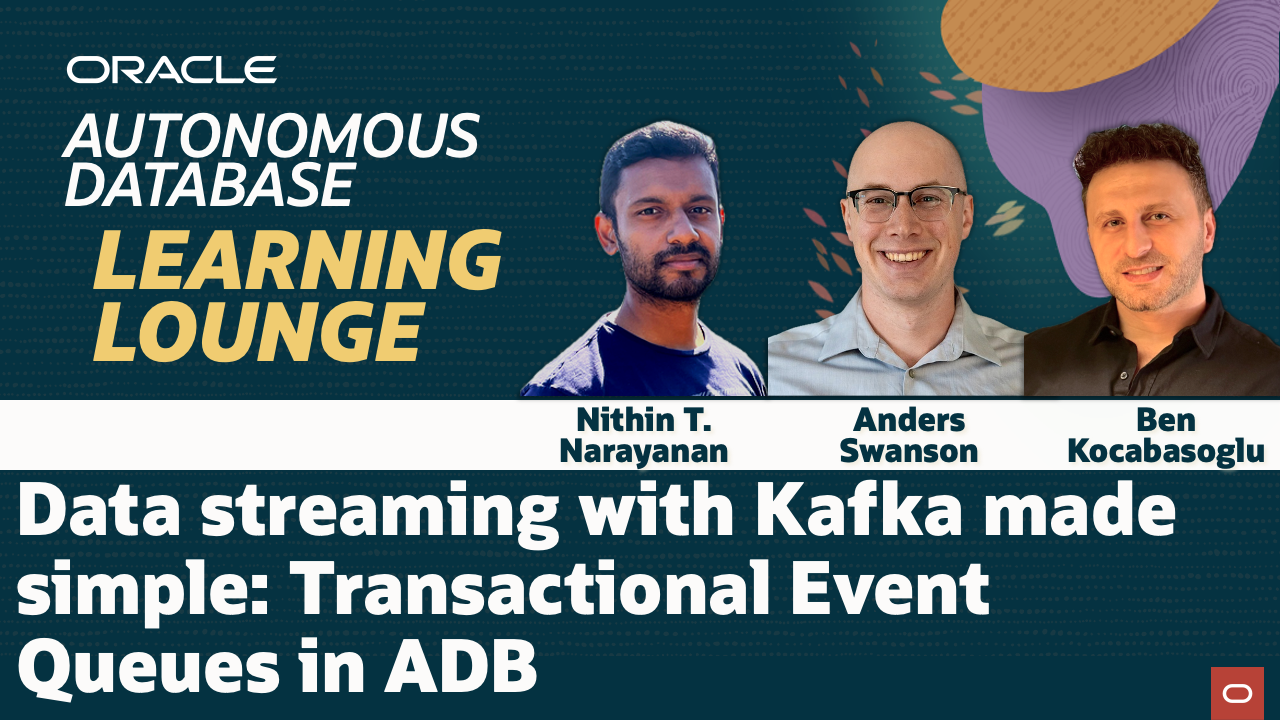 ORACLE
AUTONOMOUS
DATABASE
LEARNING
LOUNGE
Nithin T.
Narayanan
Anders
Swanson
Ben
Kocabasoglu
Data streaming with Kafka made
simple: Transactional Event
Queues in ADB